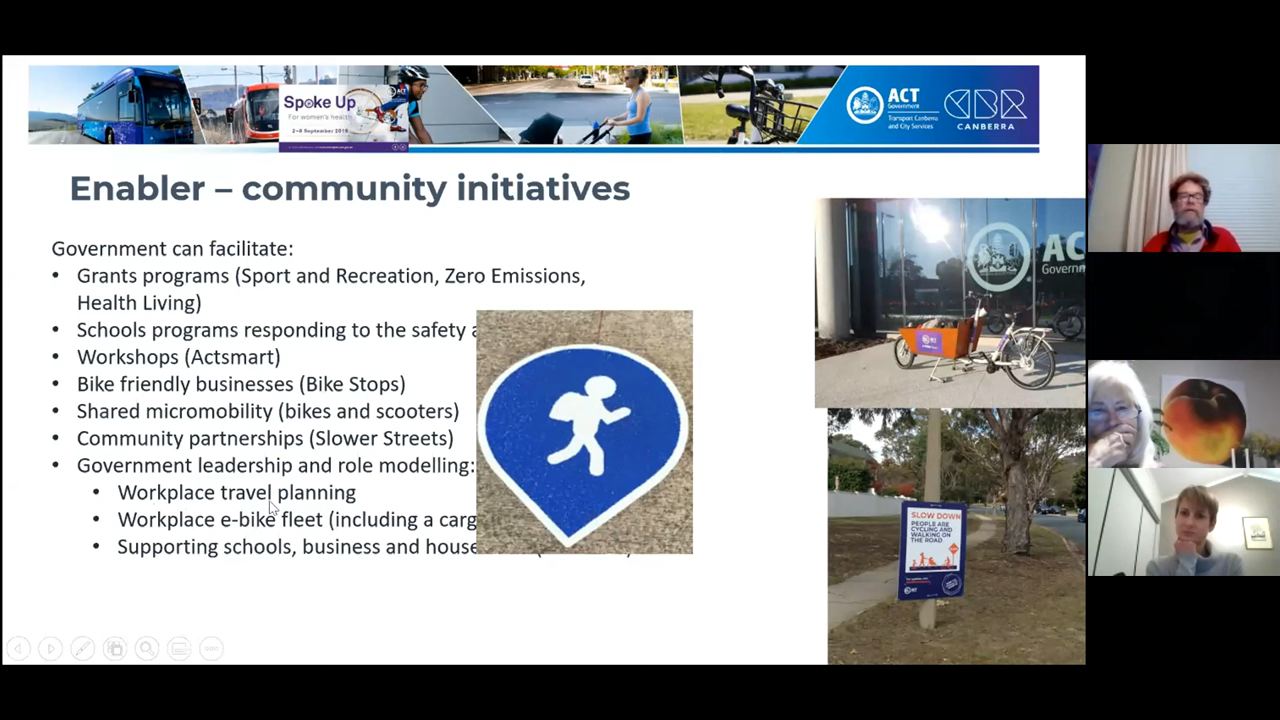 Spoke Up
For women's health
2-8 September 2019
ACT
Government
Transport Canberra
and City Services
CBR
CANBERRA
Enabler – community initiatives
Government can facilitate:
• Grants programs (Sport and Recreation, Zero Emissions,
Health Living)
• Schools programs responding to the safety
• Workshops (Actsmart)
• Bike friendly businesses (Bike Stops)
• Shared micromobility (bikes and scooters)
• Community partnerships (Slower Streets)
• Government leadership and role modelling:
• Workplace travel planning
• Workplace e-bike fleet (including a carg
• Supporting schools, business and house
AC
Governm
SLOW DOWN
PEOPLE ARE
CYCLING AND
WALKING ON
THE ROAD